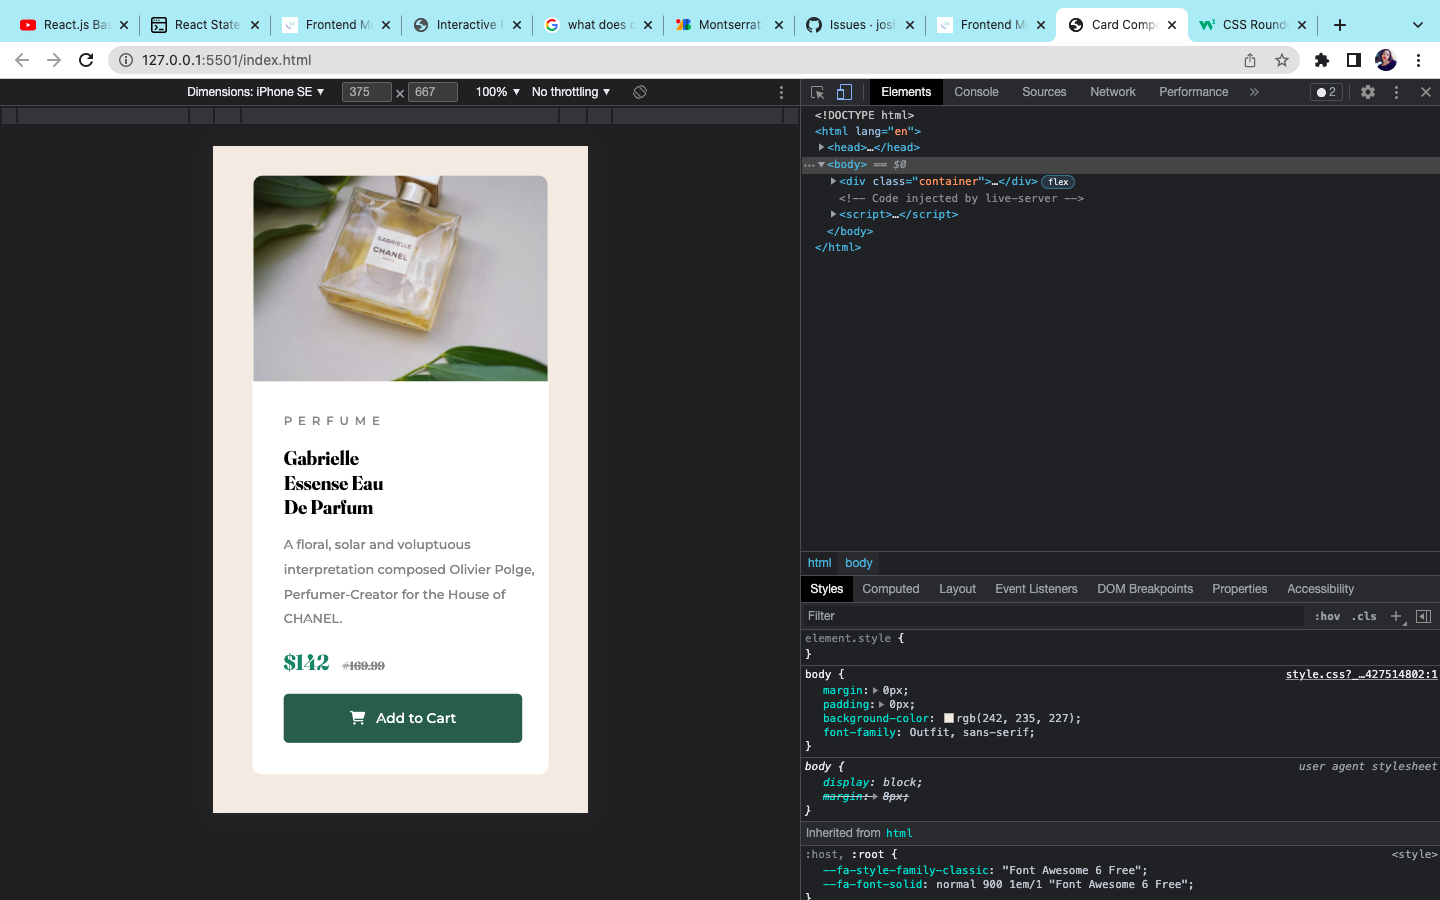 React.js Bas
React State
Frontend Me
Interactive R
what does c
Montserrat
Issues · josh
Frontend Me
Card Compo
CSS Rounde
127.0.0.1:5501/index.html
Dimensions: iPhone SE ▼ 375 × 667 100% ▼ No throttling ▼
Elements Console Sources Network Performance » 2
<!DOCTYPE html>
<html lang="en">
<head>…</head>
<body> == $0
<div class="container">…</div> flex
<!-- Code injected by live-server -->
<script>…</script>
</body>
</html>
GABRIELLE
CHANEL
PARIS
PERFUME
Gabrielle
Essense Eau
De Parfum
A floral, solar and voluptuous
interpretation composed Olivier Polge,
Perfumer-Creator for the House of
CHANEL.
$142 #169.99
Add to Cart
html body
Styles Computed Layout Event Listeners DOM Breakpoints Properties Accessibility
Filter :hov .cls +
element.style {
}
body { style.css?_…427514802:1
margin: 0px;
padding: 0px;
background-color: rgb(242, 235, 227);
font-family: Outfit, sans-serif;
}
body { user agent stylesheet
display: block;
margin: 8px;
}
Inherited from html
:host, :root { <style>
--fa-style-family-classic: "Font Awesome 6 Free";
--fa-font-solid: normal 900 1em/1 "Font Awesome 6 Free";
}